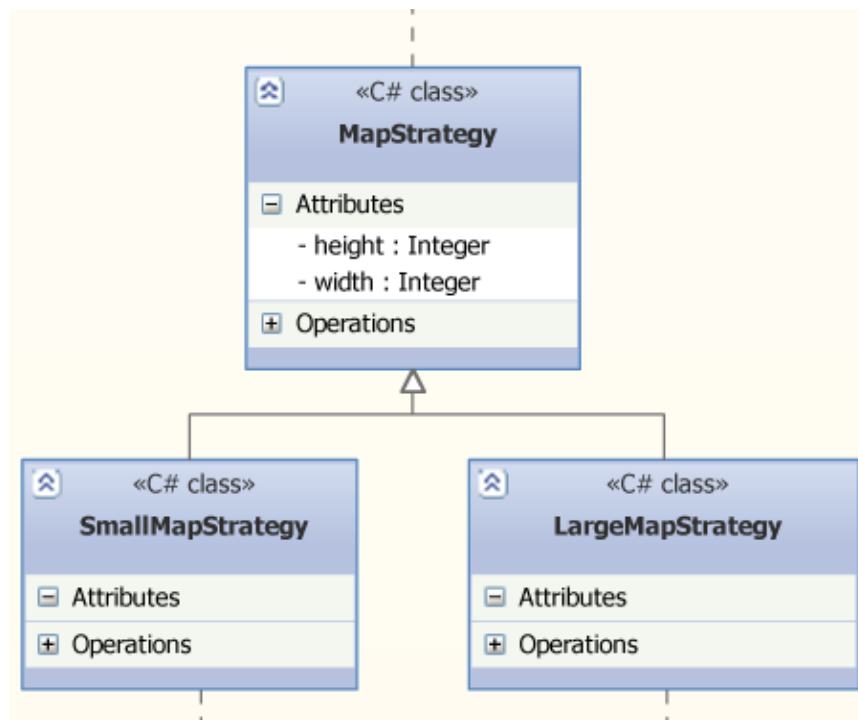 «C# class»
MapStrategy
Attributes
- height : Integer
- width : Integer
Operations
«C# class»
SmallMapStrategy
Attributes
Operations
«C# class»
LargeMapStrategy
Attributes
Operations